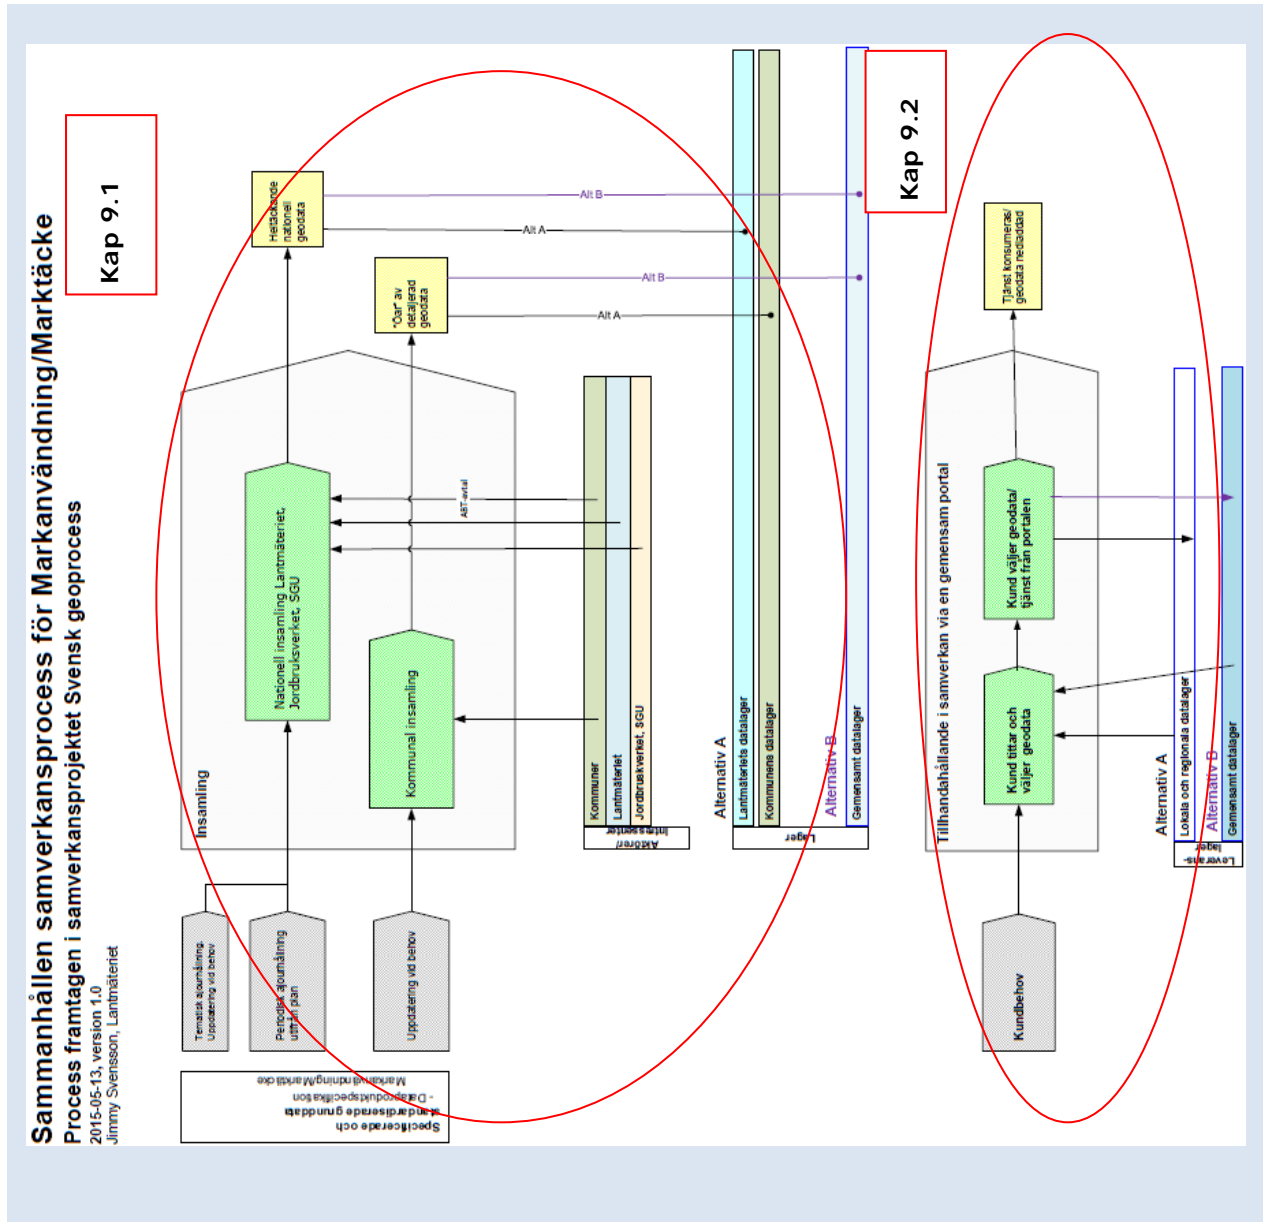 Sammanhållen samverkansprocess för Markanvändning/Marktäcke
Process framtagen i samverkansprojektet Svensk geoprocess
2015-05-13, version 1.0
Jimmy Svensson, Lantmäteriet
Kap 9.1
Specificerade och
standardiserade grunddata
- Dataproduktspecifikation
Markanvändning/Marktäcke
Tematisk ajourhållning.
Uppdatering vid behov
Periodisk ajourhållning
utifrån plan
Uppdatering vid behov
Insamling
Nationell insamling Lantmäteriet,
Jordbruksverket, SGU
Kommunal insamling
Heltäckande
nationell
geodata
"Öar" av
detaljerad
geodata
ABT-avtal
Alt B
Alt A
Alt B
Alt A
Aktörer/
Intressenter
Kommuner
Lantmäteriet
Jordbruskverket, SGU
Lager
Alternativ A
Lantmäteriets datalager
Kommunens datalager
Alternativ B
Gemensamt datalager
Kap 9.2
Kundbehov
Tillhandahållande i samverkan via en gemensam portal
Kund tittar och
väljer geodata
Kund väljer geodata/
tjänst från portalen
Tjänst konsumeras/
geodata nedladdad
Leverans-
lager
Alternativ A
Lokala och regionala datalager
Alternativ B
Gemensamt datalager